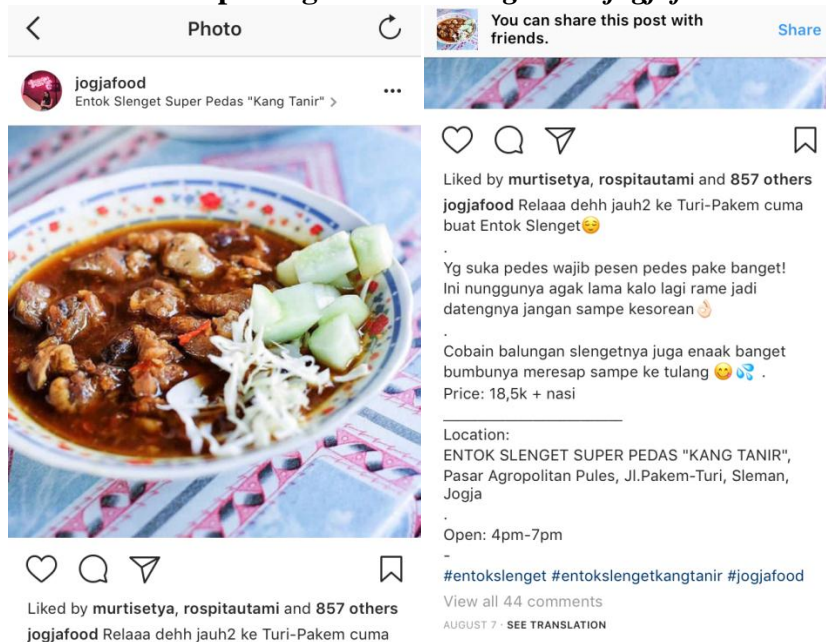 Photo
jogjafood
Entok Slenget Super Pedas "Kang Tanir" >
Liked by murtisetya, rospitautami and 857 others
jogjafood Relaaa dehh jauh2 ke Turi-Pakem cuma
You can share this post with
friends.
Share
Liked by murtisetya, rospitautami and 857 others
jogjafood Relaaa dehh jauh2 ke Turi-Pakem cuma
buat Entok Slenget😌
.
Yg suka pedes wajib pesen pedes pake banget!
Ini nunggunya agak lama kalo lagi rame jadi
datengnya jangan sampe kesorean👌🏻
.
Cobain balungan slengetnya juga enaak banget
bumbunya meresap sampe ke tulang 😋💦 .
Price: 18,5k + nasi
____________________
Location:
ENTOK SLENGET SUPER PEDAS "KANG TANIR",
Pasar Agropolitan Pules, Jl.Pakem-Turi, Sleman,
Jogja
.
Open: 4pm-7pm
-
#entokslenget #entokslengetkangtanir #jogjafood
View all 44 comments
AUGUST 7 · SEE TRANSLATION